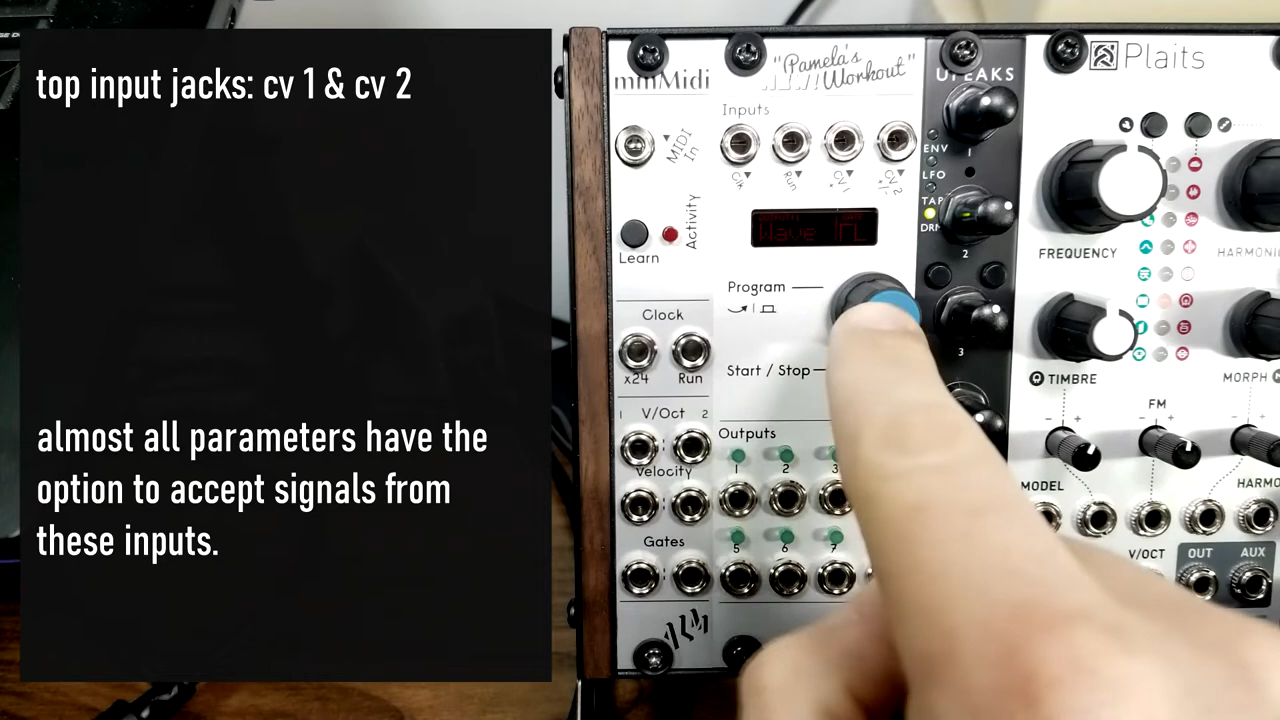 top input jacks: cv 1 & cv 2
almost all parameters have the
option to accept signals from
these inputs.
mmMidi
MIDI
In
Learn
Activity
Clock
x24 Run
1 V/Oct 2
Velocity
Gates
"Pamela's
NEW!
Workout"
Inputs
Clk
Run
CV 1
+
CV 2
+/-
Wave
Program
Start / Stop
Outputs
1 2 3
5 6 7
PEAKS
1
ENV
LFO
TAP
DRM
2
3
Plaits
FREQUENCY
HARMONI
TIMBRE
MORPH
FM
- +
- +
- +
MODEL
HARMO
V/OCT
OUT
AUX